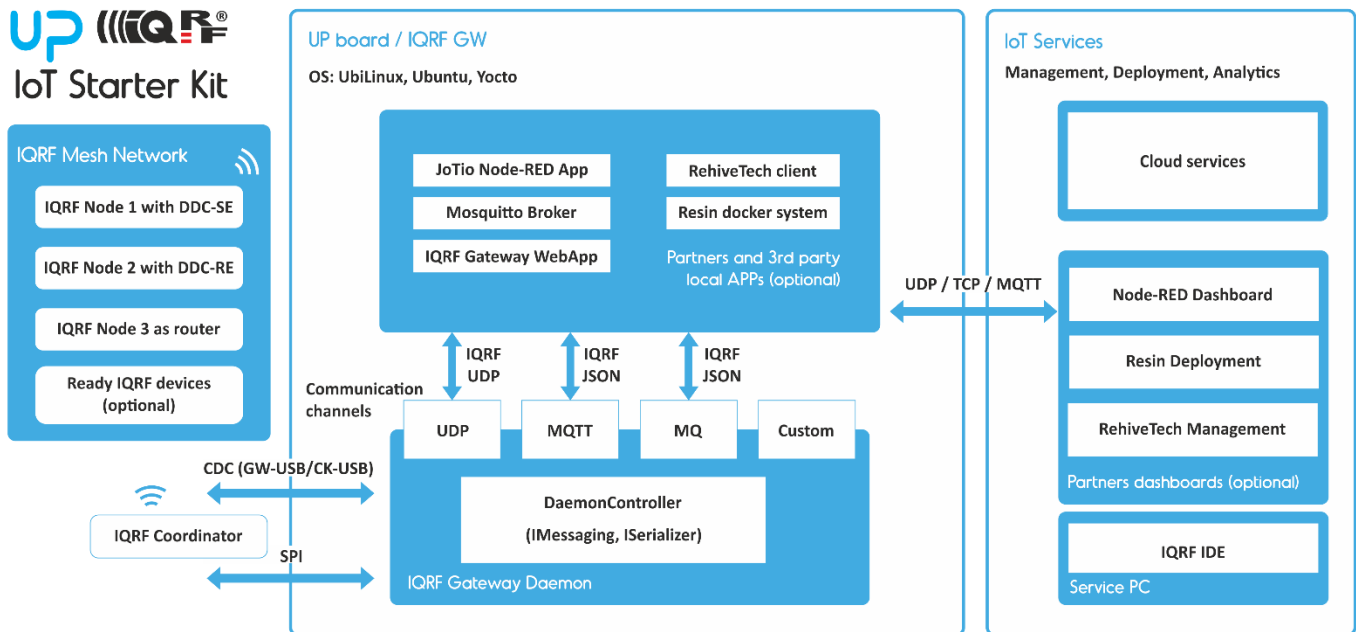 UP IQRF®
IoT Starter Kit
IQRF Mesh Network
IQRF Node 1 with DDC-SE
IQRF Node 2 with DDC-RE
IQRF Node 3 as router
Ready IQRF devices
(optional)
IQRF Coordinator
CDC (GW-USB/CK-USB)
SPI
UP board / IQRF GW
OS: UbiLinux, Ubuntu, Yocto
JoTio Node-RED App
Mosquitto Broker
IQRF Gateway WebApp
RehiveTech client
Resin docker system
Partners and 3rd party
local APPs (optional)
IQRF
UDP
IQRF
JSON
IQRF
JSON
Communication
channels
UDP
MQTT
MQ
Custom
DaemonController
(IMessaging, ISerializer)
IQRF Gateway Daemon
UDP / TCP / MQTT
IoT Services
Management, Deployment, Analytics
Cloud services
Node-RED Dashboard
Resin Deployment
RehiveTech Management
Partners dashboards (optional)
IQRF IDE
Service PC